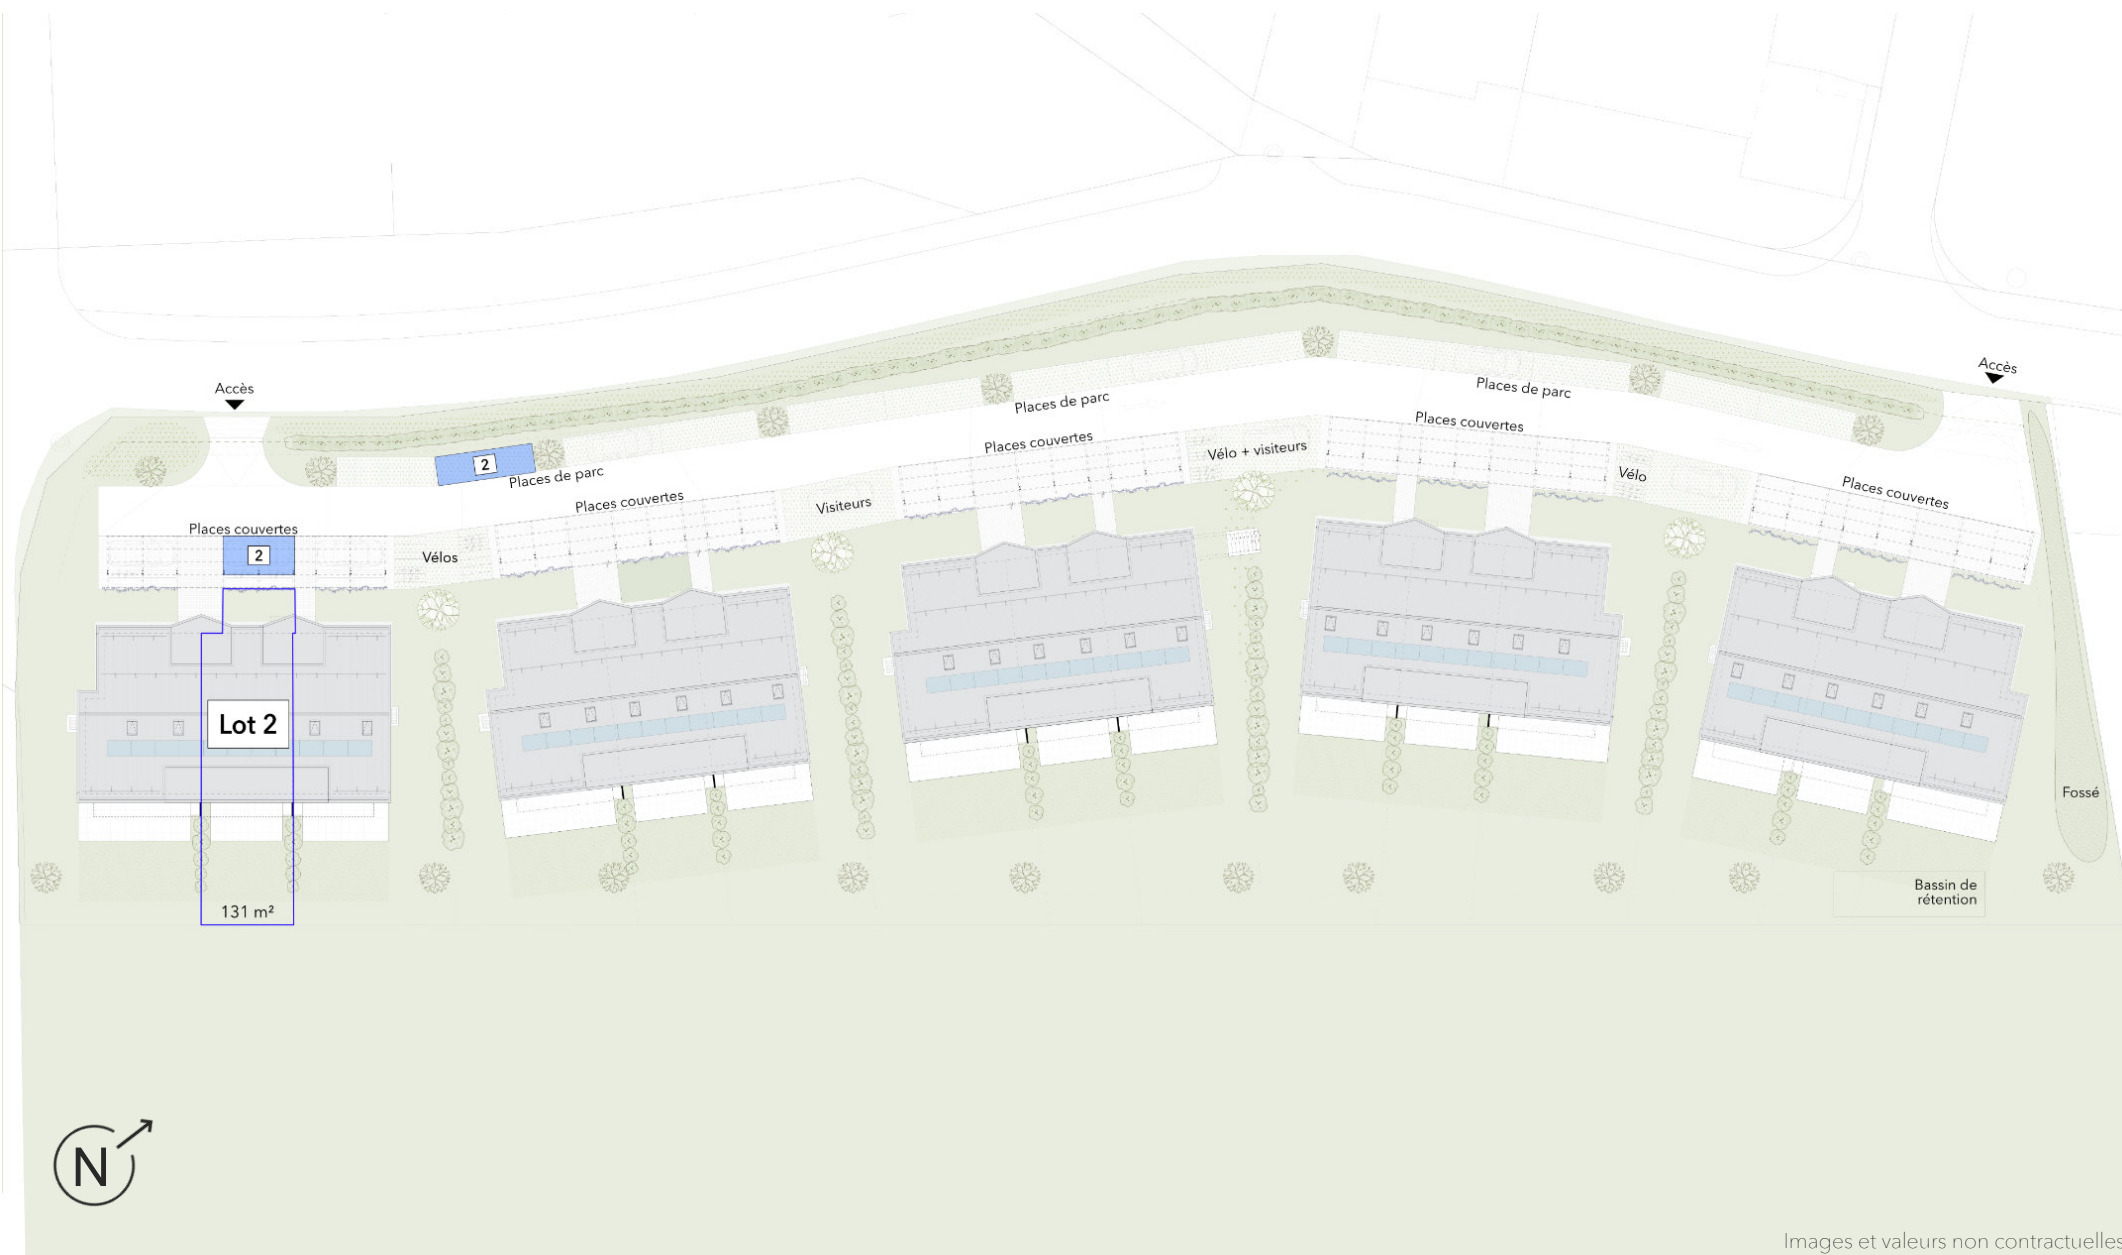 Accès
Accès
Places de parc
Places de parc
Places couvertes
Places couvertes
Vélo + visiteurs
2
Places de parc
Vélo
Places couvertes
Places couvertes
Visiteurs
Places couvertes
2
Vélos
Lot 2
Fossé
Bassin de
rétention
131 m²
N
Images et valeurs non contractuelles